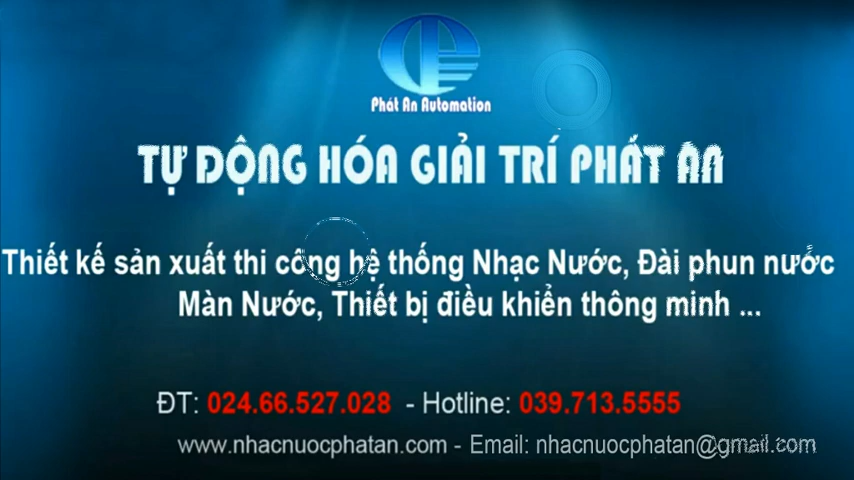 Phát An Automation
TỰ ĐỘNG HÓA GIẢI TRÍ PHÁT AN
Thiết kế sản xuất thi công hệ thống Nhạc Nước, Đài phun nước
Màn Nước, Thiết bị điều khiển thông minh ...
ĐT: 024.66.527.028 - Hotline: 039.713.5555
www.nhacnuocphatan.com - Email: nhacnuocphatan@gmail.com